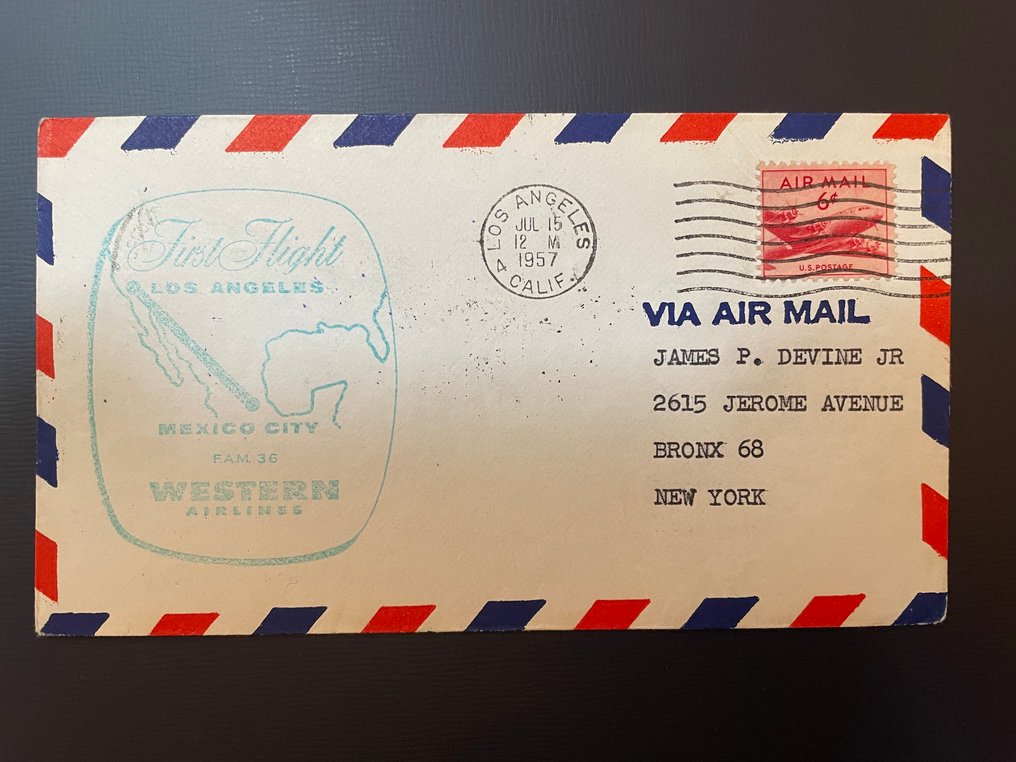 First Flight
LOS ANGELES
MEXICO CITY
F.A.M. 36
WESTERN
AIRLINES
LOS ANGELES
JUL 15
12 M
1957
4 CALIF.
AIR MAIL
6¢
U.S. POSTAGE
VIA AIR MAIL
JAMES P. DEVINE JR
2615 JEROME AVENUE
BRONX 68
NEW YORK